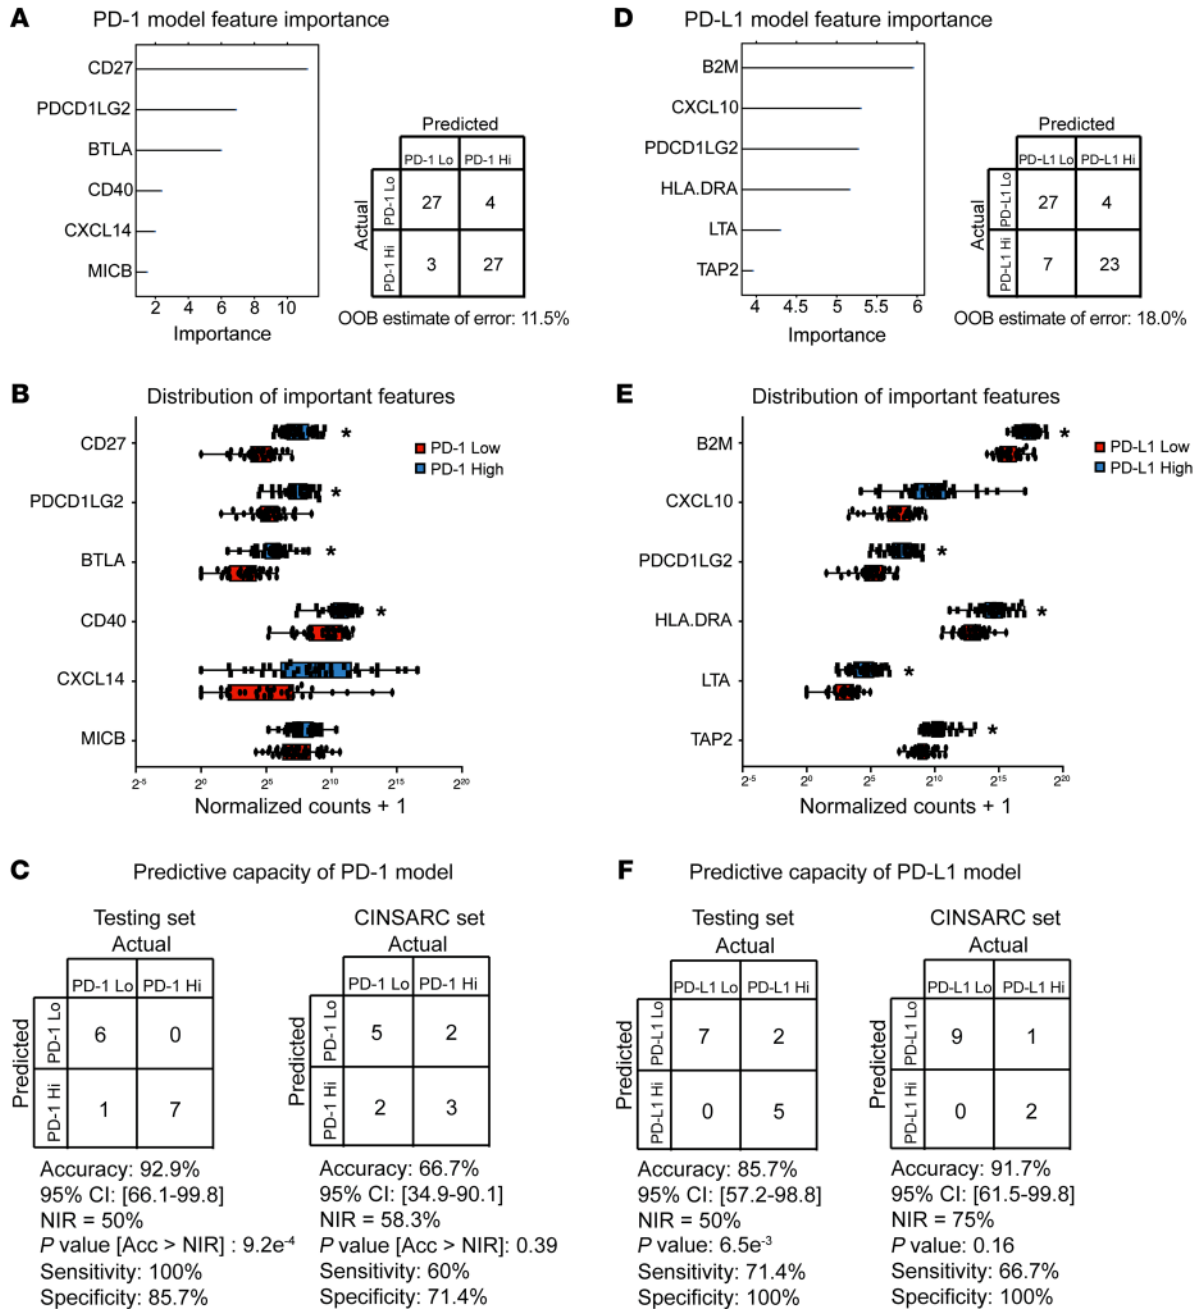 A PD-1 model feature importance
CD27
PDCD1LG2
BTLA
CD40
CXCL14
MICB
2 4 6 8 10
Importance
Predicted
PD-1 Lo PD-1 Hi
Actual
PD-1 Lo
27 4
PD-1 Hi
3 27
OOB estimate of error: 11.5%
D PD-L1 model feature importance
B2M
CXCL10
PDCD1LG2
HLA.DRA
LTA
TAP2
4 4.5 5 5.5 6
Importance
Predicted
PD-L1 Lo PD-L1 Hi
Actual
PD-L1 Lo
27 4
PD-L1 Hi
7 23
OOB estimate of error: 18.0%
B Distribution of important features
CD27 *
PDCD1LG2 *
BTLA *
CD40 *
CXCL14
MICB
PD-1 Low
PD-1 High
2⁻⁵ 2⁰ 2⁵ 2¹⁰ 2¹⁵ 2²⁰
Normalized counts + 1
E Distribution of important features
B2M *
CXCL10
PDCD1LG2 *
HLA.DRA *
LTA *
TAP2 *
PD-L1 Low
PD-L1 High
2⁻⁵ 2⁰ 2⁵ 2¹⁰ 2¹⁵ 2²⁰
Normalized counts + 1
C Predictive capacity of PD-1 model
Testing set
Actual
PD-1 Lo PD-1 Hi
Predicted
PD-1 Lo
6 0
PD-1 Hi
1 7
Accuracy: 92.9%
95% CI: [66.1-99.8]
NIR = 50%
P value [Acc > NIR] : 9.2e⁻⁴
Sensitivity: 100%
Specificity: 85.7%
CINSARC set
Actual
PD-1 Lo PD-1 Hi
Predicted
PD-1 Lo
5 2
PD-1 Hi
2 3
Accuracy: 66.7%
95% CI: [34.9-90.1]
NIR = 58.3%
P value [Acc > NIR]: 0.39
Sensitivity: 60%
Specificity: 71.4%
F Predictive capacity of PD-L1 model
Testing set
Actual
PD-L1 Lo PD-L1 Hi
Predicted
PD-L1 Lo
7 2
PD-L1 Hi
0 5
Accuracy: 85.7%
95% CI: [57.2-98.8]
NIR = 50%
P value: 6.5e⁻³
Sensitivity: 71.4%
Specificity: 100%
CINSARC set
Actual
PD-L1 Lo PD-L1 Hi
Predicted
PD-L1 Lo
9 1
PD-L1 Hi
0 2
Accuracy: 91.7%
95% CI: [61.5-99.8]
NIR = 75%
P value: 0.16
Sensitivity: 66.7%
Specificity: 100%